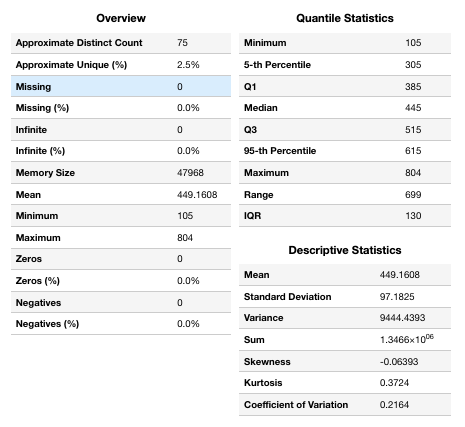 Overview
Approximate Distinct Count 75
Approximate Unique (%) 2.5%
Missing 0
Missing (%) 0.0%
Infinite 0
Infinite (%) 0.0%
Memory Size 47968
Mean 449.1608
Minimum 105
Maximum 804
Zeros 0
Zeros (%) 0.0%
Negatives 0
Negatives (%) 0.0%
Quantile Statistics
Minimum 105
5-th Percentile 305
Q1 385
Median 445
Q3 515
95-th Percentile 615
Maximum 804
Range 699
IQR 130
Descriptive Statistics
Mean 449.1608
Standard Deviation 97.1825
Variance 9444.4393
Sum 1.3466×10⁰⁶
Skewness -0.06393
Kurtosis 0.3724
Coefficient of Variation 0.2164